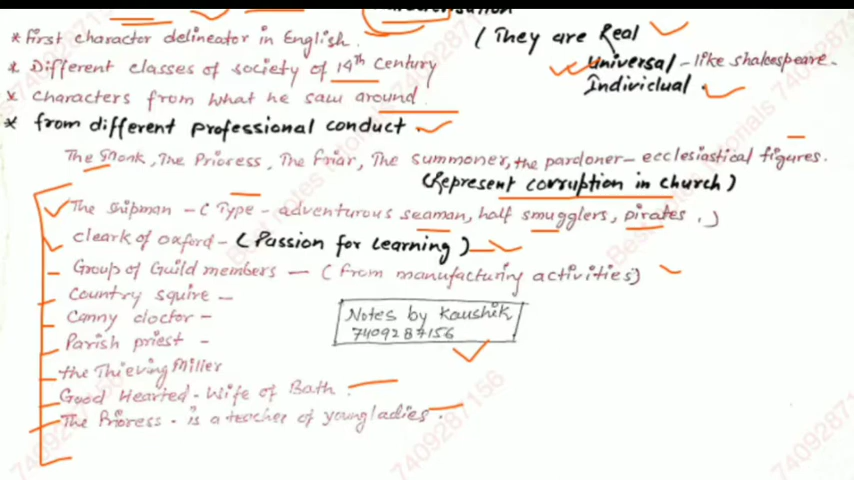 * First character delineator in English.
(They are Real
* Different classes of society of 14th Century
Universal - like shakespeare.
Individual.
* Characters from what he saw around.
* from different professional conduct.
The Monk, The Prioress, The Friar, The summoner, the pardoner - ecclesiastical figures.
(Represent corruption in church)
The Shipman - (Type - adventurous seaman, half smugglers, pirates.)
Cleark of oxford - (Passion for Learning)
Group of Guild members - (from manufacturing activities)
Country squire -
Canny doctor -
Notes by Kaushik
7409287156
Parish priest -
the Thieving Miller
Good Hearted - Wife of Bath.
The Prioress - is a teacher of young ladies.
7409287156
7409287156